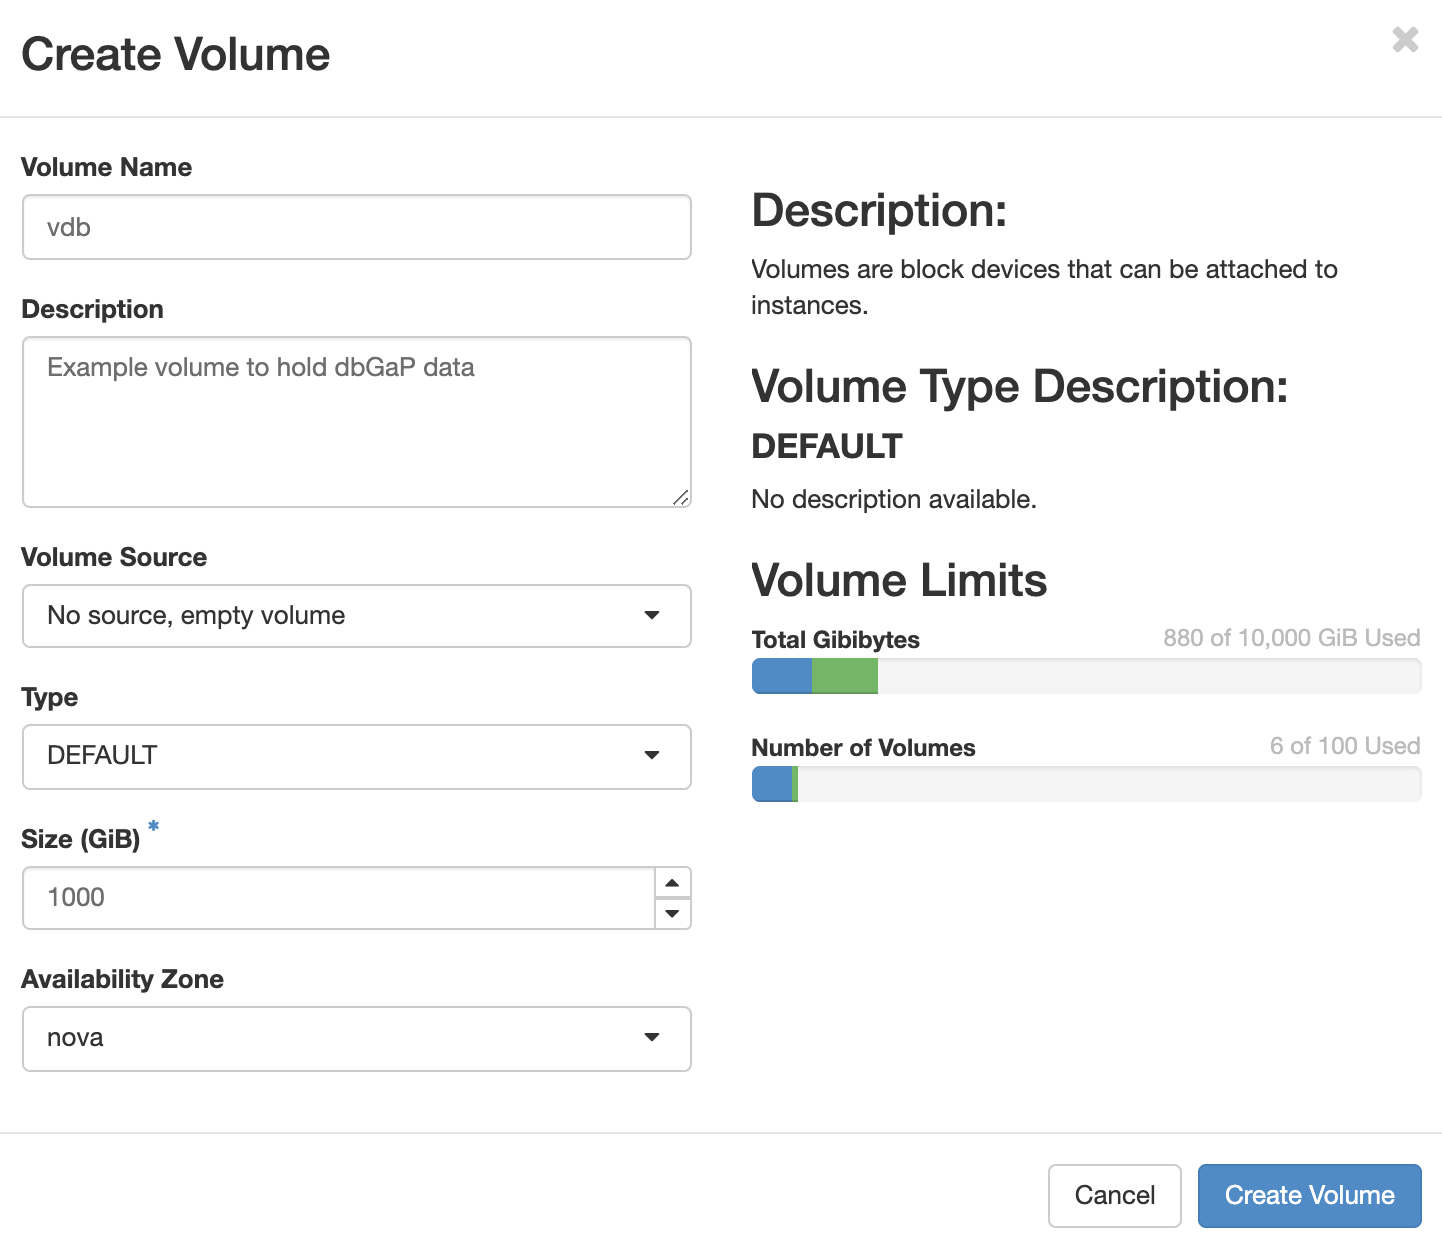 Create Volume
Volume Name
vdb
Description
Example volume to hold dbGaP data
Volume Source
No source, empty volume
Type
DEFAULT
Size (GiB) *
1000
Availability Zone
nova
Description:
Volumes are block devices that can be attached to
instances.
Volume Type Description:
DEFAULT
No description available.
Volume Limits
Total Gibibytes 880 of 10,000 GiB Used
Number of Volumes 6 of 100 Used
Cancel Create Volume